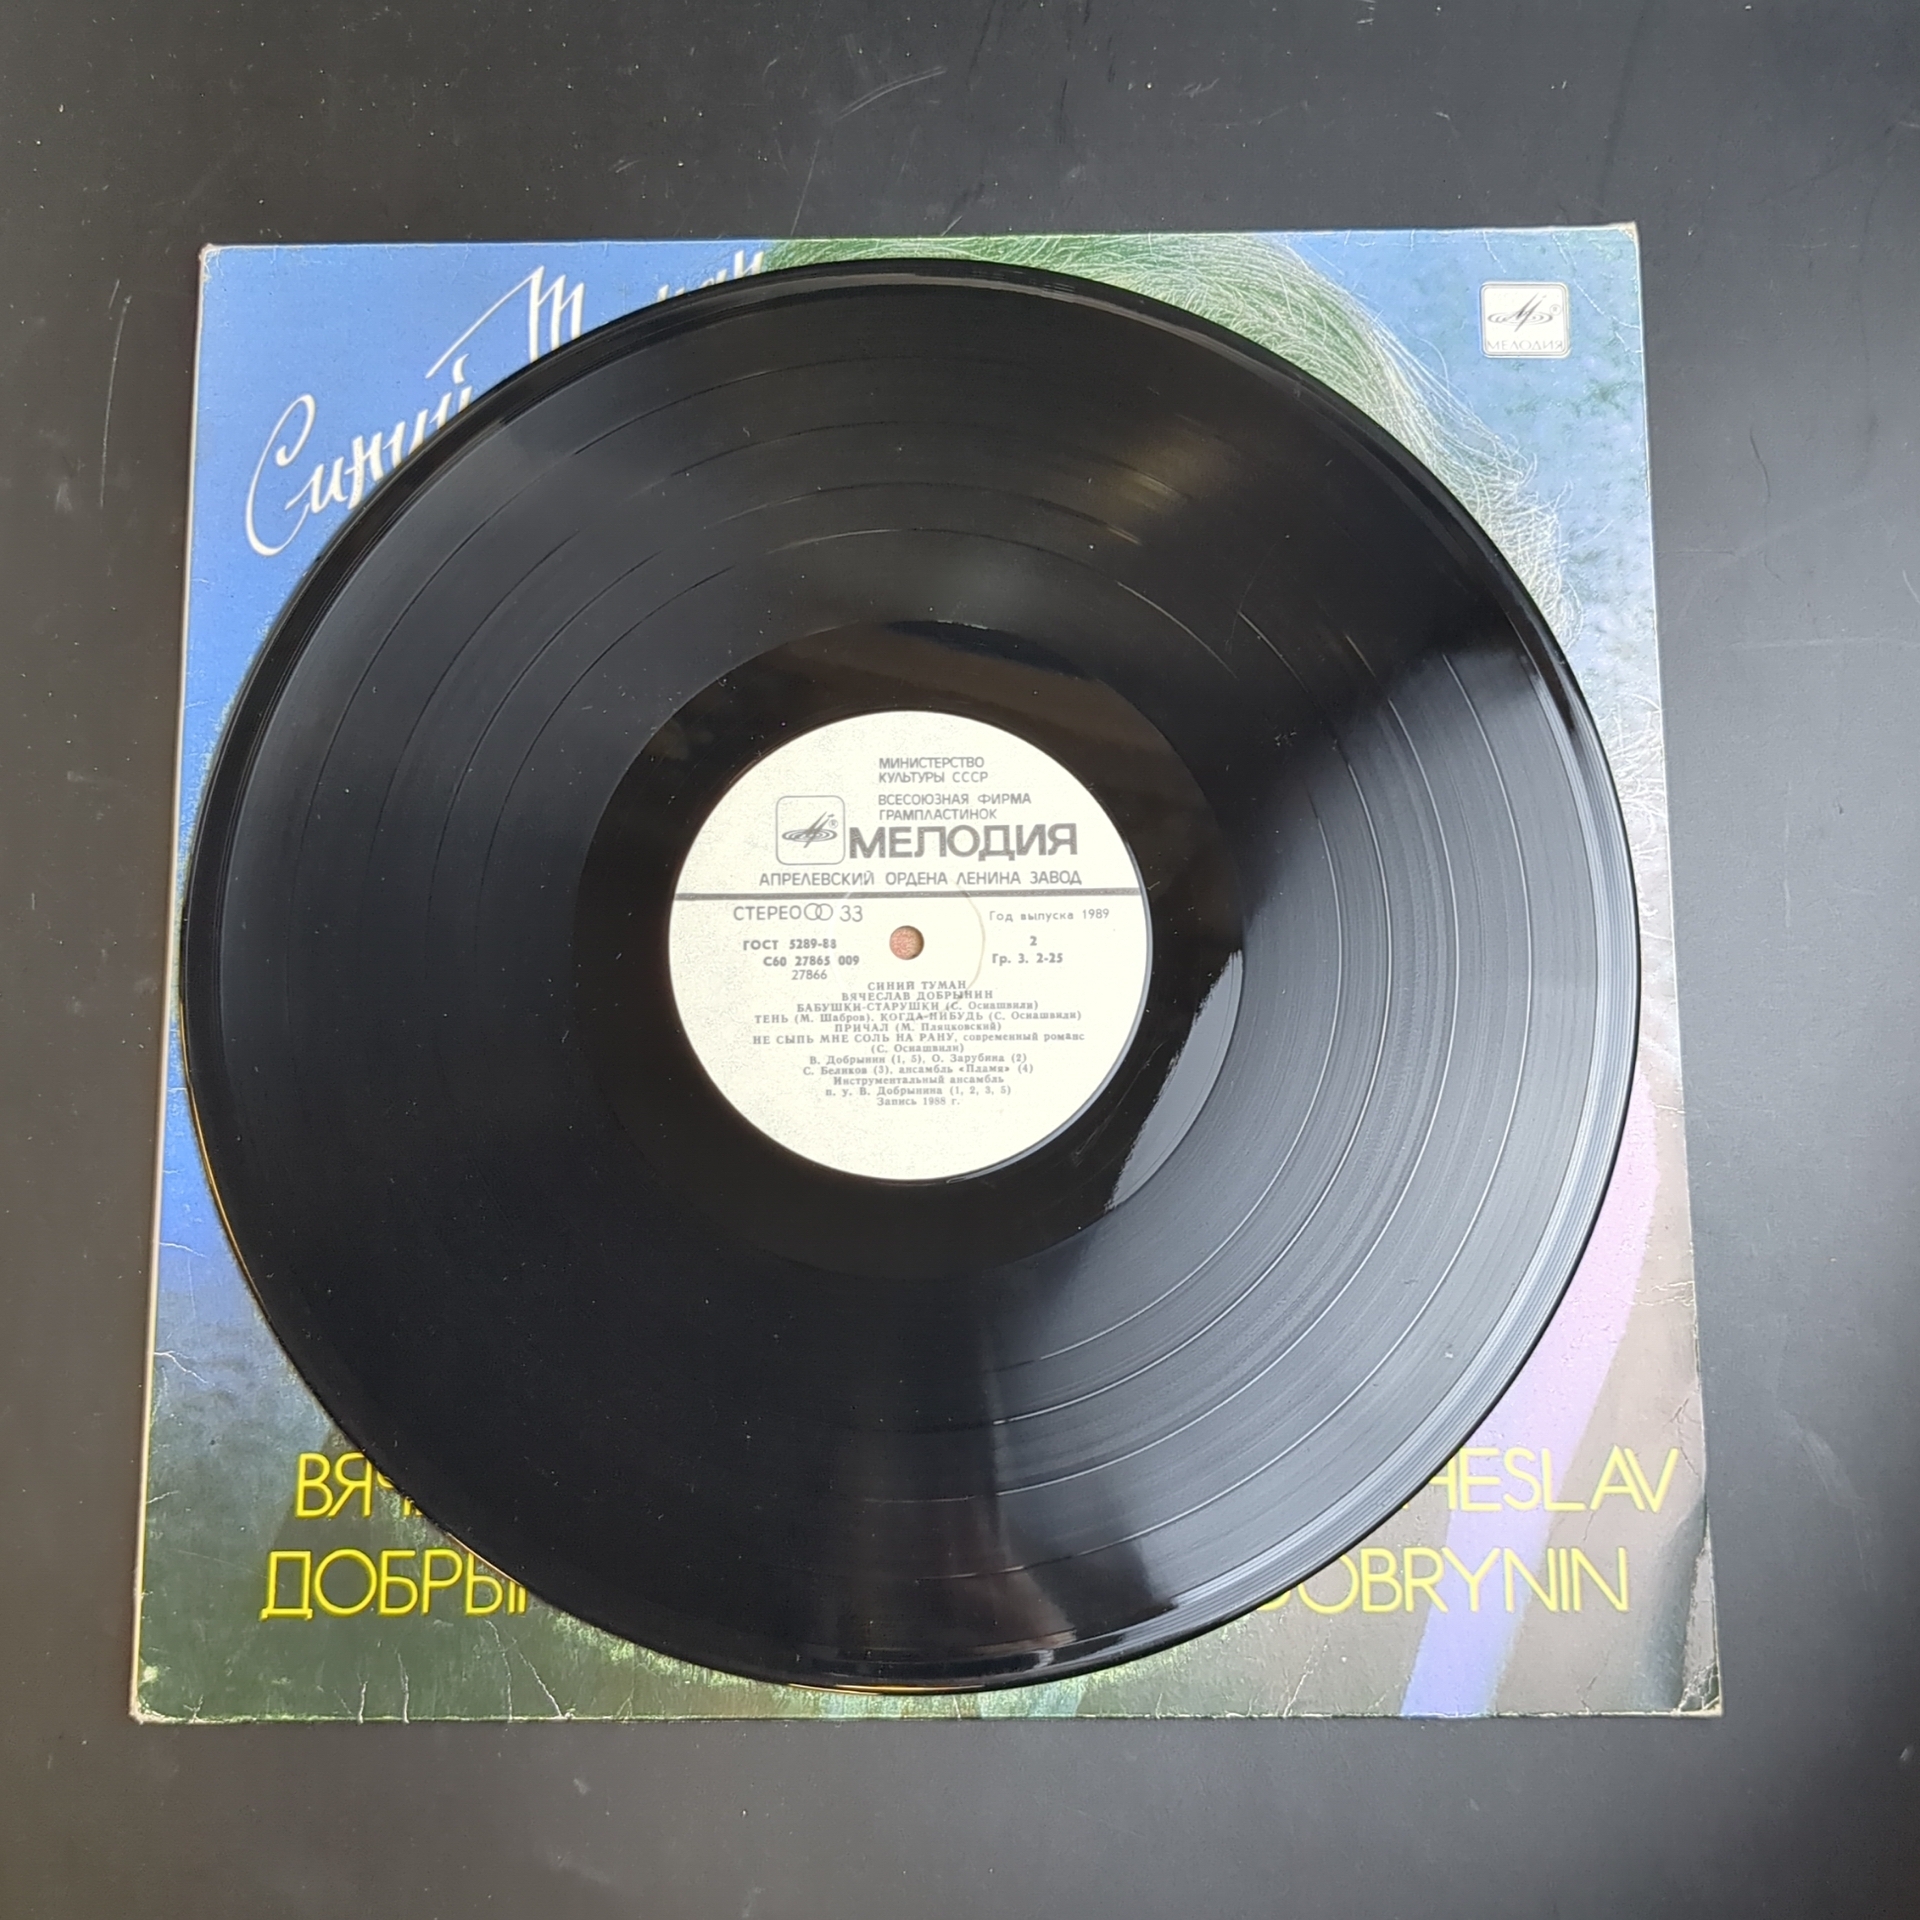 Синий Т
МЕЛОДИЯ
МИНИСТЕРСТВО
КУЛЬТУРЫ СССР
ВСЕСОЮЗНАЯ ФИРМА
ГРАМПЛАСТИНОК
МЕЛОДИЯ
АПРЕЛЕВСКИЙ ОРДЕНА ЛЕНИНА ЗАВОД
СТЕРЕО 33
Год выпуска 1989
ГОСТ 5289-88
2
С60 27865 009
Гр. 3. 2-25
27866
СИНИЙ ТУМАН
ВЯЧЕСЛАВ ДОБРЫНИН
БАБУШКИ-СТАРУШКИ (С. Осиашвили)
ТЕНЬ (М. Шабров). КОГДА-НИБУДЬ (С. Осиашвили)
ПРИЧАЛ (М. Пляцковский)
НЕ СЫПЬ МНЕ СОЛЬ НА РАНУ, современный романс
(С. Осиашвили)
В. Добрынин (1, 5), О. Зарубина (2)
С. Беликов (3), ансамбль «Пламя» (4)
Инструментальный ансамбль
п. у. В. Добрынина (1, 2, 3, 5)
Запись 1988 г.
ВЯЧ
HESLAV
ДОБРЫ
OBRYNIN